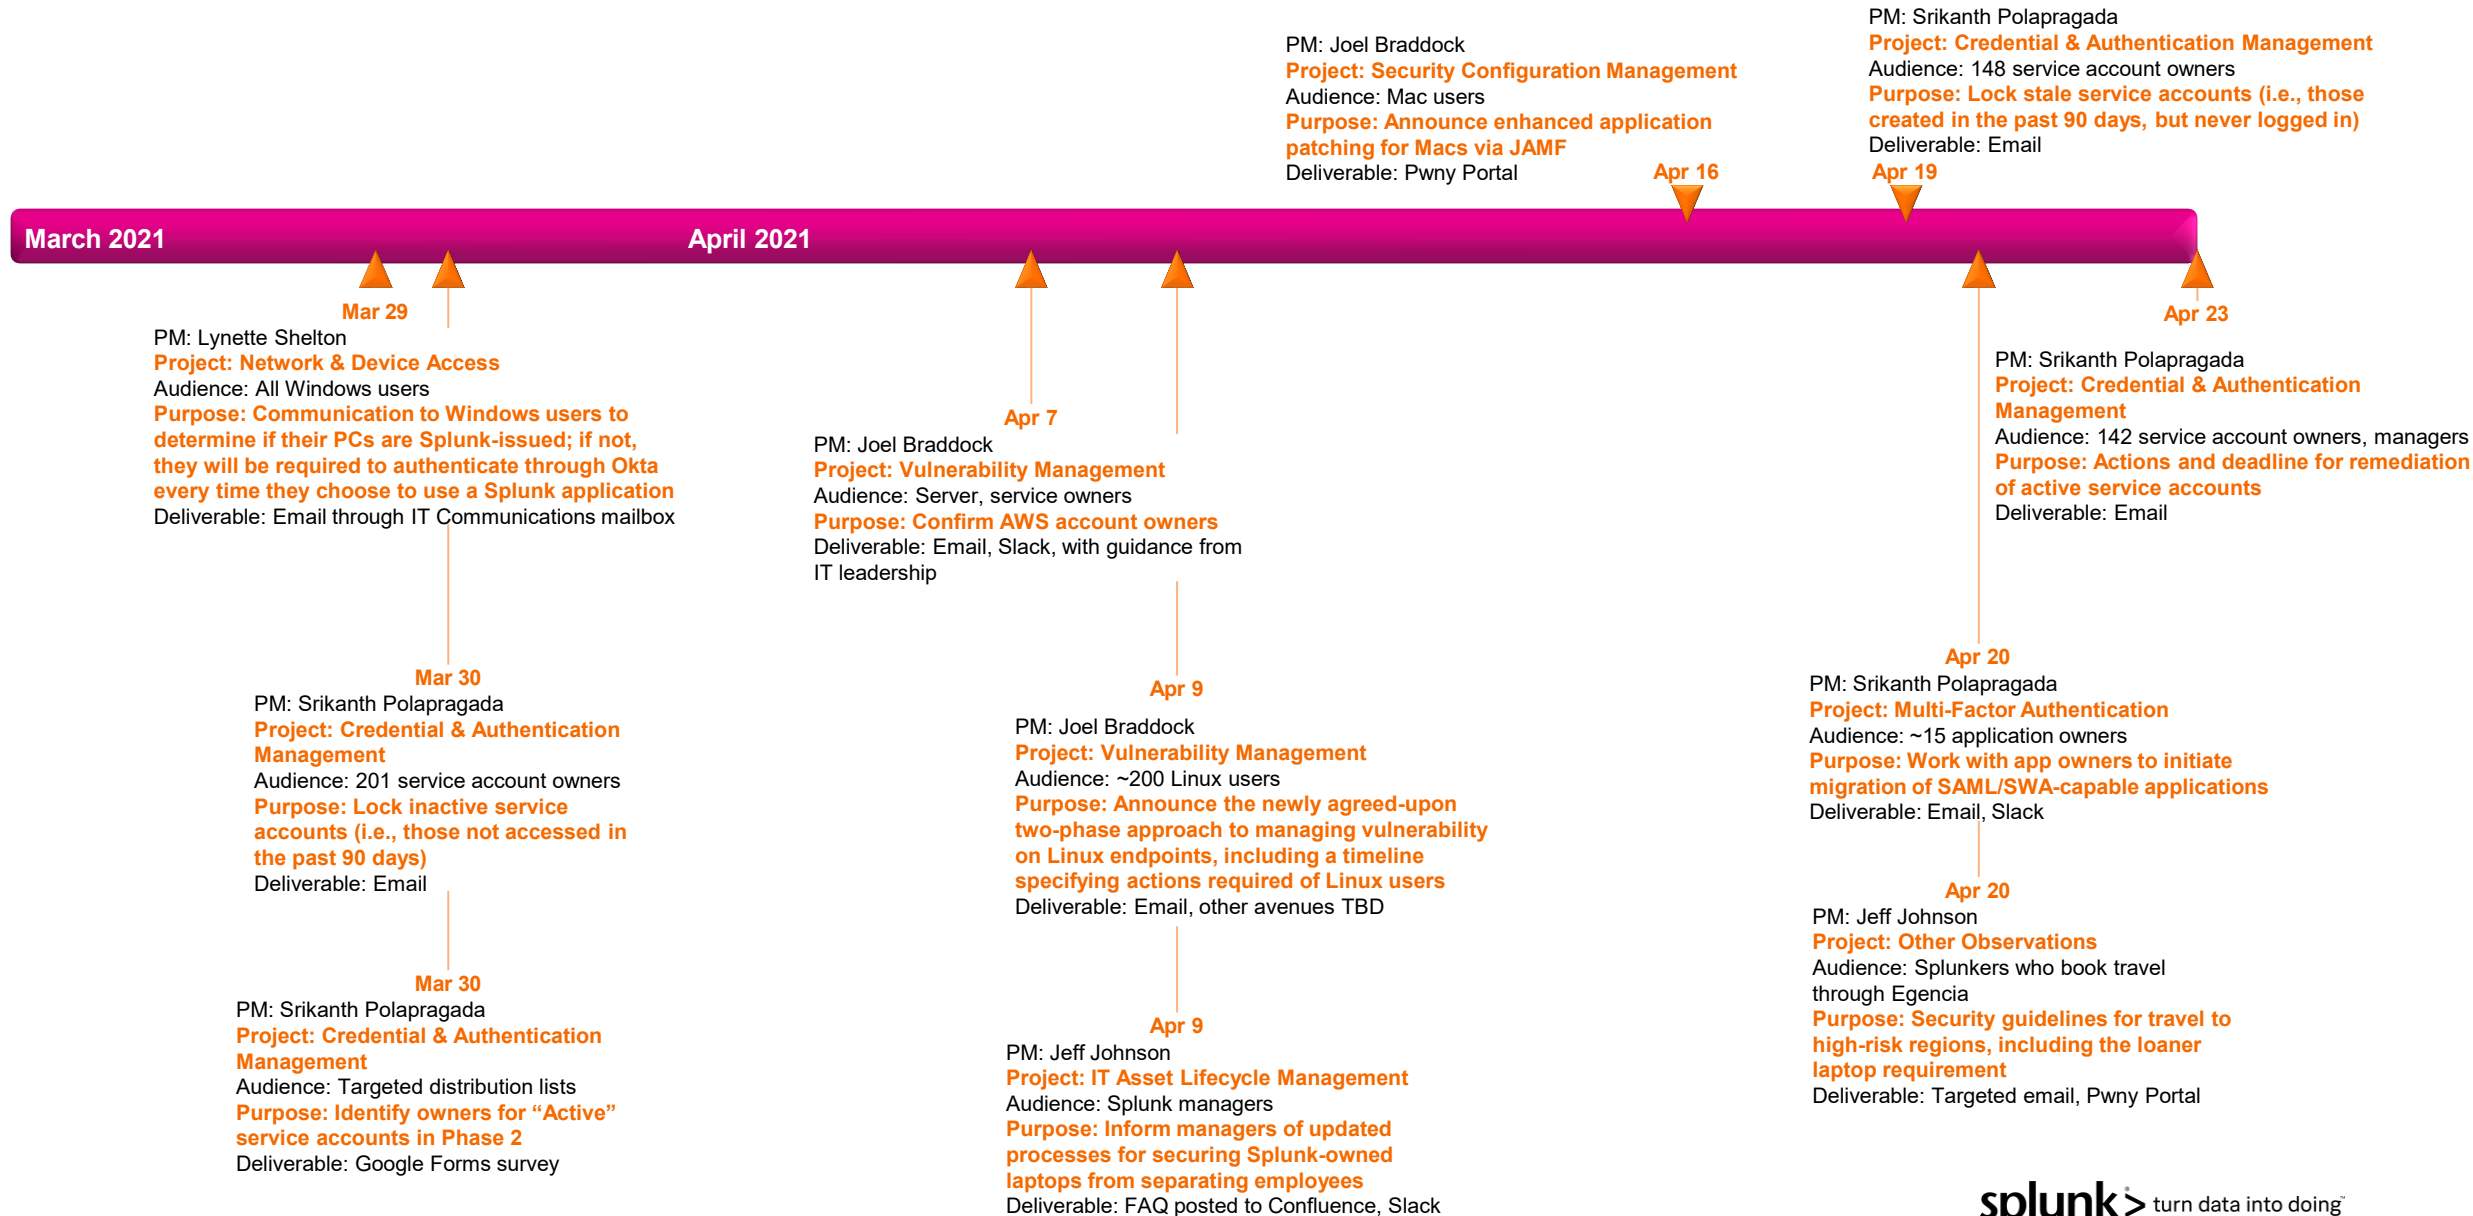 PM: Srikanth Polapragada
Project: Credential & Authentication Management
Audience: 148 service account owners
Purpose: Lock stale service accounts (i.e., those
created in the past 90 days, but never logged in)
Deliverable: Email
Apr 19
PM: Joel Braddock
Project: Security Configuration Management
Audience: Mac users
Purpose: Announce enhanced application
patching for Macs via JAMF
Deliverable: Pwny Portal
Apr 16
March 2021
April 2021
Mar 29
PM: Lynette Shelton
Project: Network & Device Access
Audience: All Windows users
Purpose: Communication to Windows users to
determine if their PCs are Splunk-issued; if not,
they will be required to authenticate through Okta
every time they choose to use a Splunk application
Deliverable: Email through IT Communications mailbox
Mar 30
PM: Srikanth Polapragada
Project: Credential & Authentication
Management
Audience: 201 service account owners
Purpose: Lock inactive service
accounts (i.e., those not accessed in
the past 90 days)
Deliverable: Email
Mar 30
PM: Srikanth Polapragada
Project: Credential & Authentication
Management
Audience: Targeted distribution lists
Purpose: Identify owners for “Active”
service accounts in Phase 2
Deliverable: Google Forms survey
Apr 7
PM: Joel Braddock
Project: Vulnerability Management
Audience: Server, service owners
Purpose: Confirm AWS account owners
Deliverable: Email, Slack, with guidance from
IT leadership
Apr 9
PM: Joel Braddock
Project: Vulnerability Management
Audience: ~200 Linux users
Purpose: Announce the newly agreed-upon
two-phase approach to managing vulnerability
on Linux endpoints, including a timeline
specifying actions required of Linux users
Deliverable: Email, other avenues TBD
Apr 9
PM: Jeff Johnson
Project: IT Asset Lifecycle Management
Audience: Splunk managers
Purpose: Inform managers of updated
processes for securing Splunk-owned
laptops from separating employees
Deliverable: FAQ posted to Confluence, Slack
Apr 23
PM: Srikanth Polapragada
Project: Credential & Authentication
Management
Audience: 142 service account owners, managers
Purpose: Actions and deadline for remediation
of active service accounts
Deliverable: Email
Apr 20
PM: Srikanth Polapragada
Project: Multi-Factor Authentication
Audience: ~15 application owners
Purpose: Work with app owners to initiate
migration of SAML/SWA-capable applications
Deliverable: Email, Slack
Apr 20
PM: Jeff Johnson
Project: Other Observations
Audience: Splunkers who book travel
through Egencia
Purpose: Security guidelines for travel to
high-risk regions, including the loaner
laptop requirement
Deliverable: Targeted email, Pwny Portal
splunk> turn data into doing